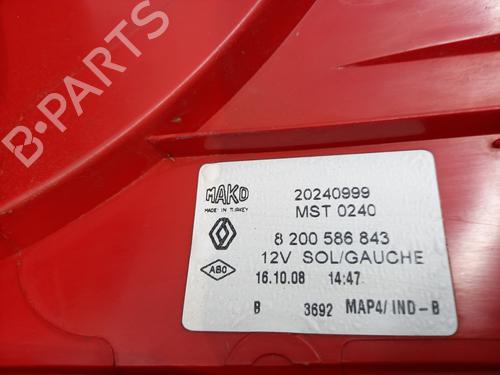 B-PARTS
MAKO
MADE IN TURKEY
20240999
MST 0240
8 200 586 843
12V SOL/GAUCHE
ABO
16.10.08 14:47
B 3692 MAP4/IND-B